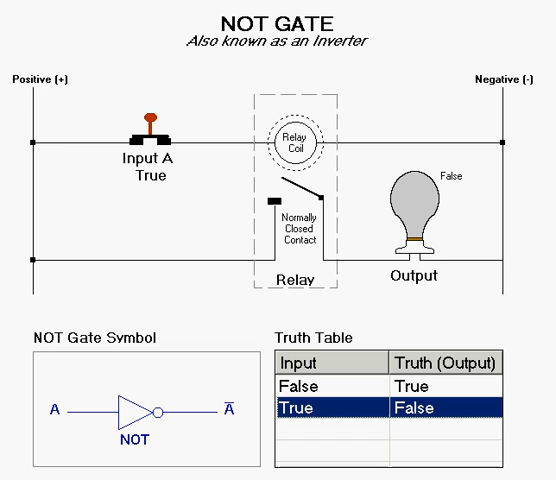 NOT GATE
Also known as an Inverter
Positive (+)
Negative (-)
Input A
True
Relay
Coil
False
Normally
Closed
Contact
Relay
Output
NOT Gate Symbol
A
A̅
NOT
Truth Table
Input Truth (Output)
False True
True False